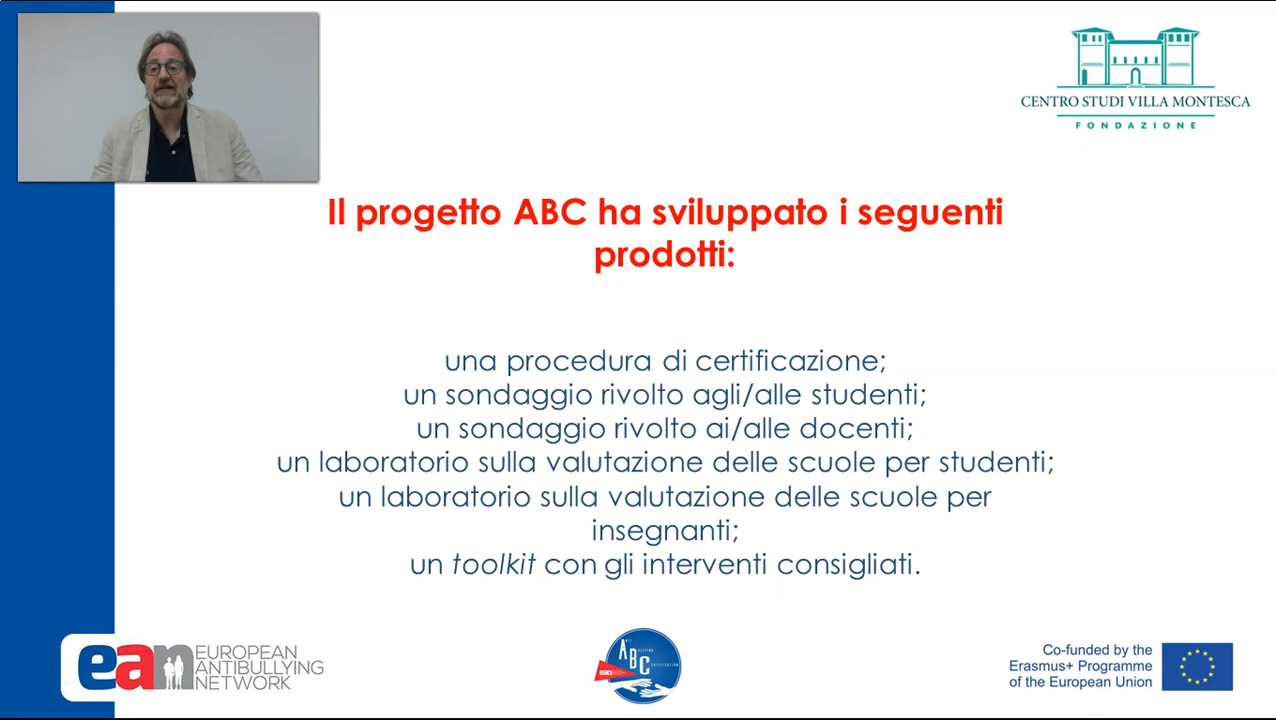 CENTRO STUDI VILLA MONTESCA
FONDAZIONE
Il progetto ABC ha sviluppato i seguenti
prodotti:
una procedura di certificazione;
un sondaggio rivolto agli/alle studenti;
un sondaggio rivolto ai/alle docenti;
un laboratorio sulla valutazione delle scuole per studenti;
un laboratorio sulla valutazione delle scuole per
insegnanti;
un toolkit con gli interventi consigliati.
ean
EUROPEAN
ANTIBULLYING
NETWORK
ABC
Co-funded by the
Erasmus+ Programme
of the European Union